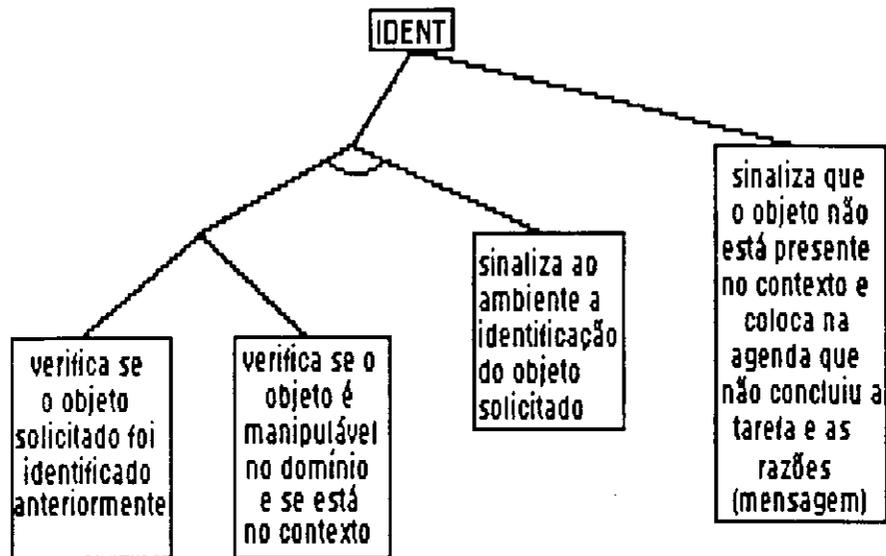 IDENT
sinaliza que
o objeto não
está presente
no contexto e
coloca na
agenda que
não concluiu a
tarefa e as
razões
(mensagem)
sinaliza ao
ambiente a
identificação
do objeto
solicitado
verifica se
o objeto
solicitado foi
identificado
anteriormente
verifica se o
objeto é
manipulável
no domínio
e se está
no contexto